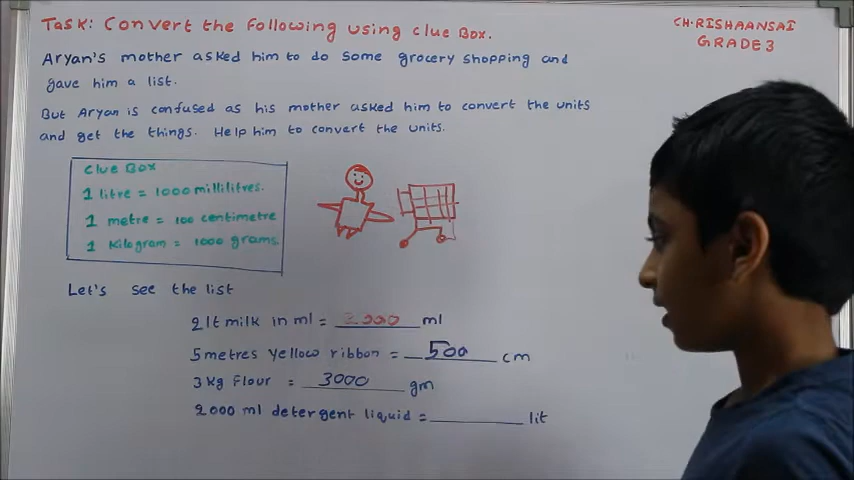 Task: Convert the Following using Clue Box.
CH.RISHAANSAI
GRADE3
Aryan's mother asked him to do some grocery shopping and
gave him a list.
But Aryan is confused as his mother asked him to convert the units
and get the things. Help him to convert the units.
Clue Box
1 litre = 1000 millilitres.
1 metre = 100 centimetre
1 Kilogram = 1000 grams.
Let's see the list
2lt milk in ml = 2000 ml
5 metres yellow ribbon = 500 cm
3 Kg flour = 3000 gm
2000 ml detergent liquid = ________ lit